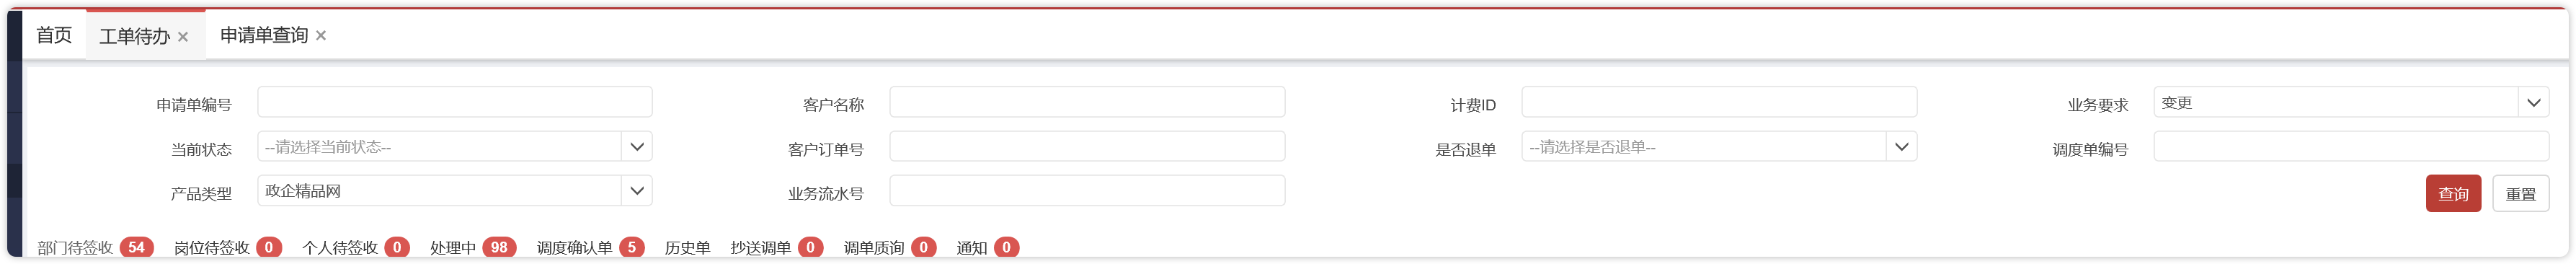 首页 工单待办 × 申请单查询 ×
申请单编号 客户名称 计费ID 业务要求 变更
当前状态 --请选择当前状态-- 客户订单号 是否退单 --请选择是否退单-- 调度单编号
产品类型 政企精品网 业务流水号 查询 重置
部门待签收 54 岗位待签收 0 个人待签收 0 处理中 98 调度确认单 5 历史单 抄送调单 0 调单质询 0 通知 0